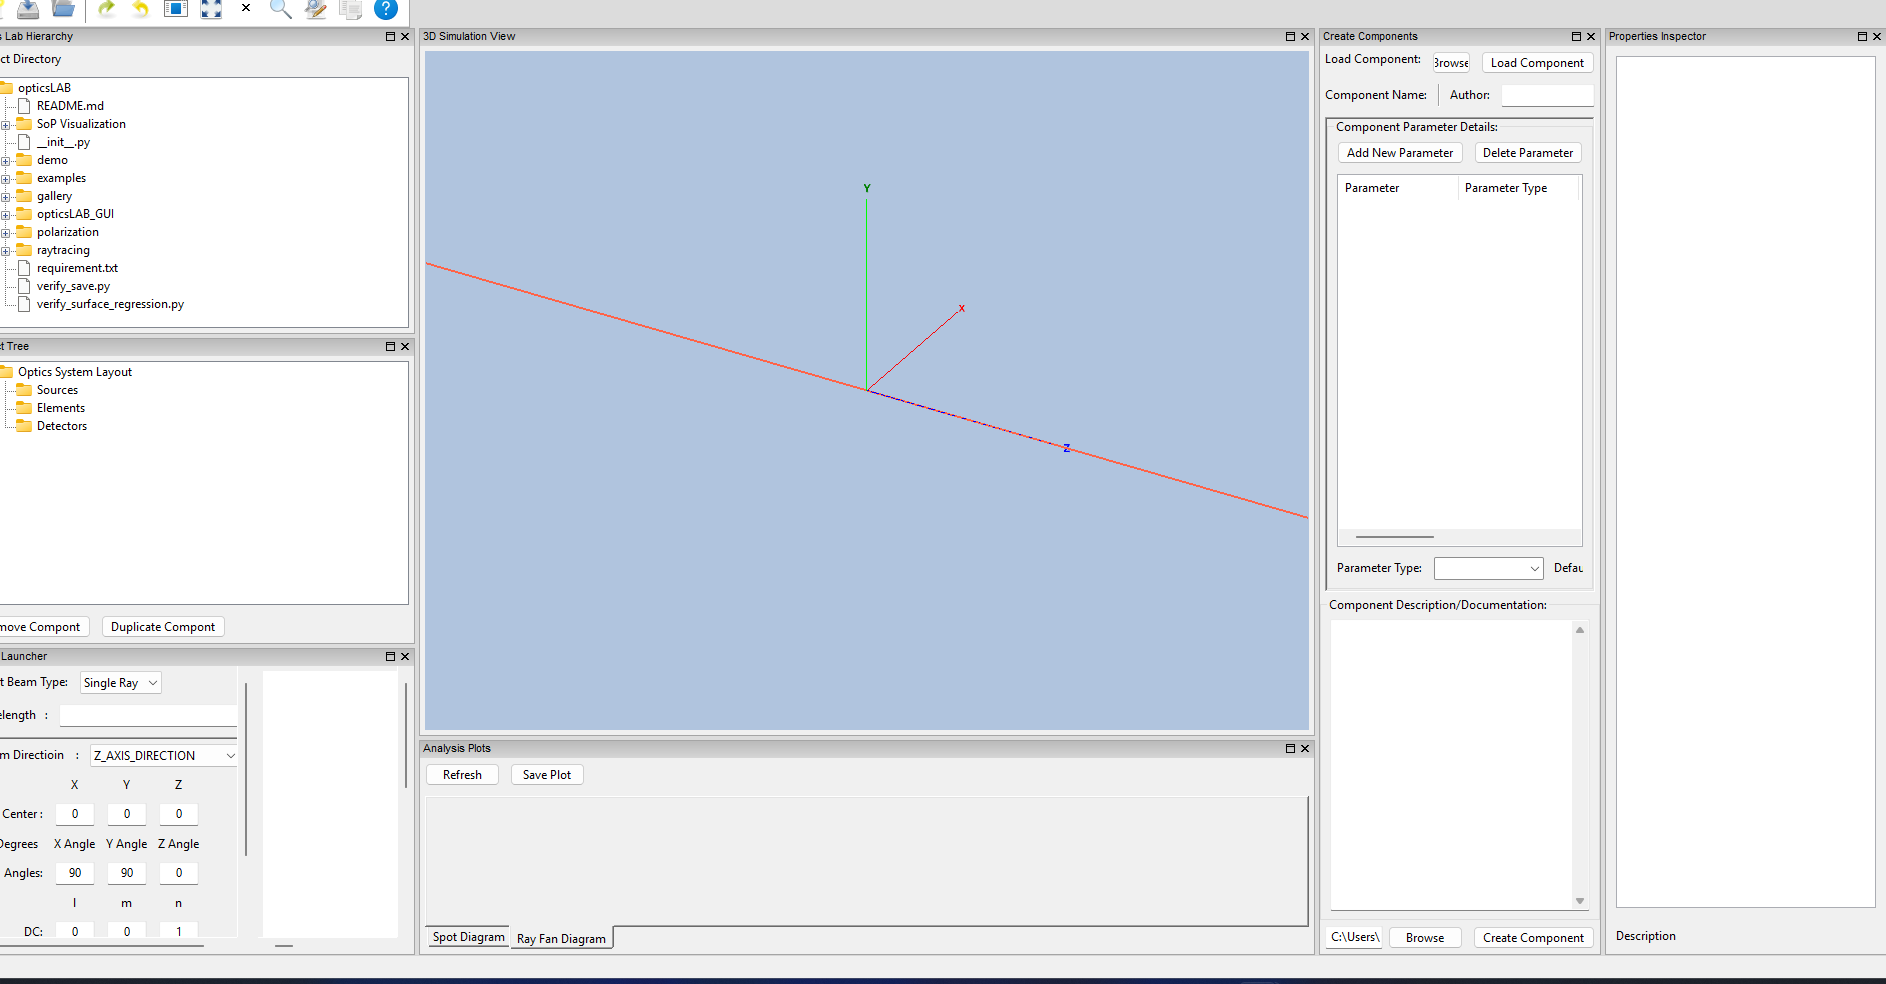 s Lab Hierarchy
ct Directory
opticsLAB
README.md
SoP Visualization
__init__.py
demo
examples
gallery
opticsLAB_GUI
polarization
raytracing
requirement.txt
verify_save.py
verify_surface_regression.py
ct Tree
Optics System Layout
Sources
Elements
Detectors
move Compont
Duplicate Compont
Launcher
t Beam Type:
Single Ray
elength :
m Directioin :
Z_AXIS_DIRECTION
X Y Z
Center : 0 0 0
Degrees X Angle Y Angle Z Angle
Angles: 90 90 0
l m n
DC: 0 0 1
3D Simulation View
Y
X
Z
Analysis Plots
Refresh
Save Plot
Spot Diagram
Ray Fan Diagram
Create Components
Load Component:
Browse
Load Component
Component Name:
Author:
Component Parameter Details:
Add New Parameter
Delete Parameter
Parameter
Parameter Type
Parameter Type:
Defau
Component Description/Documentation:
C:\Users\
Browse
Create Component
Properties Inspector
Description